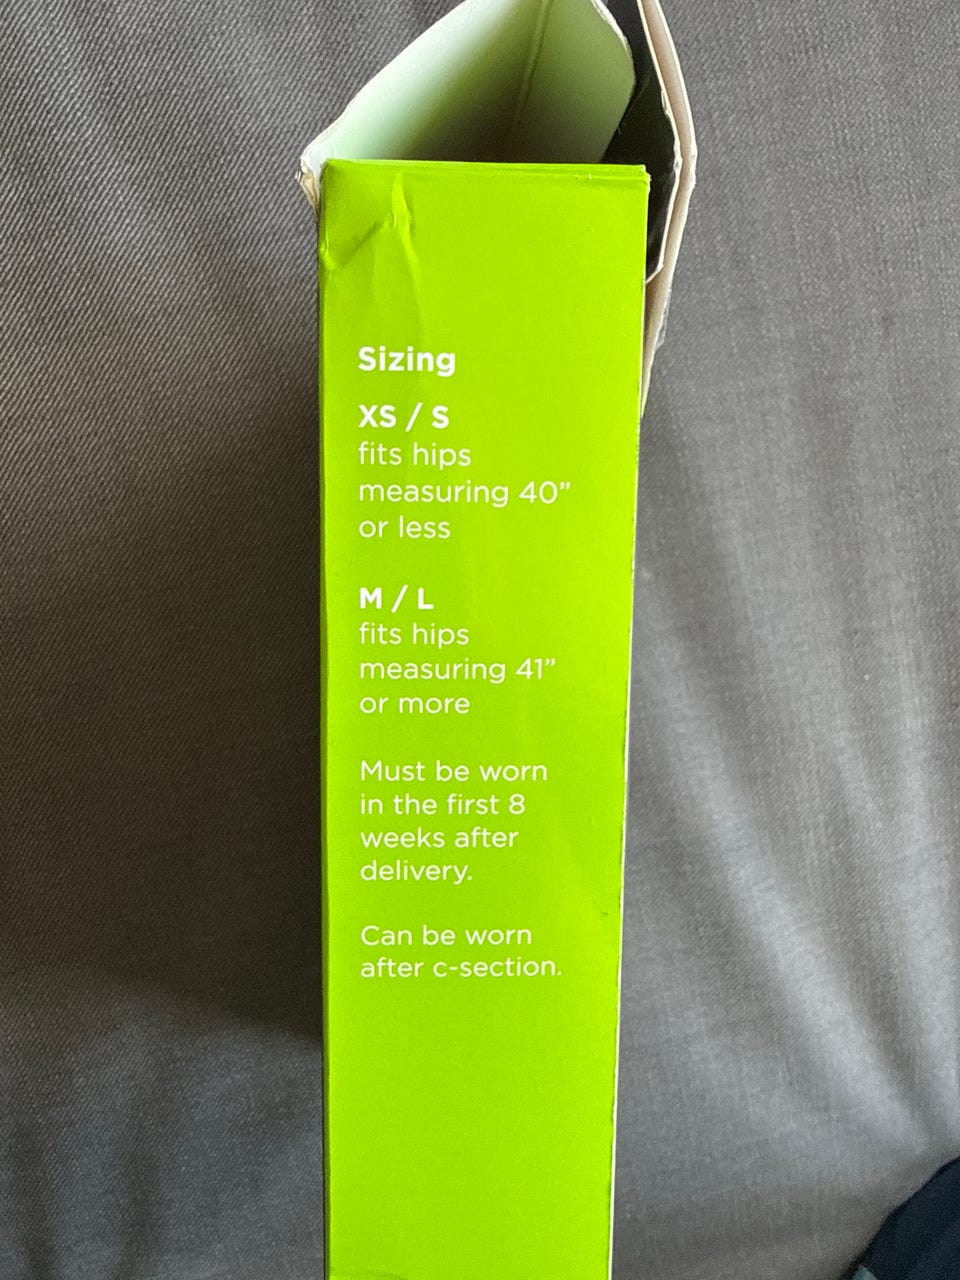 Sizing
XS / S
fits hips
measuring 40”
or less
M / L
fits hips
measuring 41”
or more
Must be worn
in the first 8
weeks after
delivery.
Can be worn
after c-section.